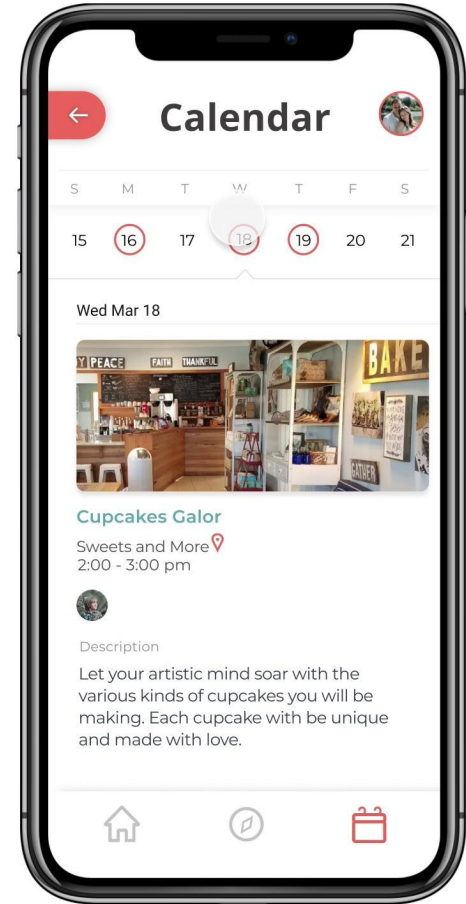 Calendar
S M T W T F S
15 16 17 18 19 20 21
Wed Mar 18
PEACE FAITH THANKFUL BAKE
GATHER
Cupcakes Galor
Sweets and More
2:00 - 3:00 pm
Description
Let your artistic mind soar with the
various kinds of cupcakes you will be
making. Each cupcake with be unique
and made with love.